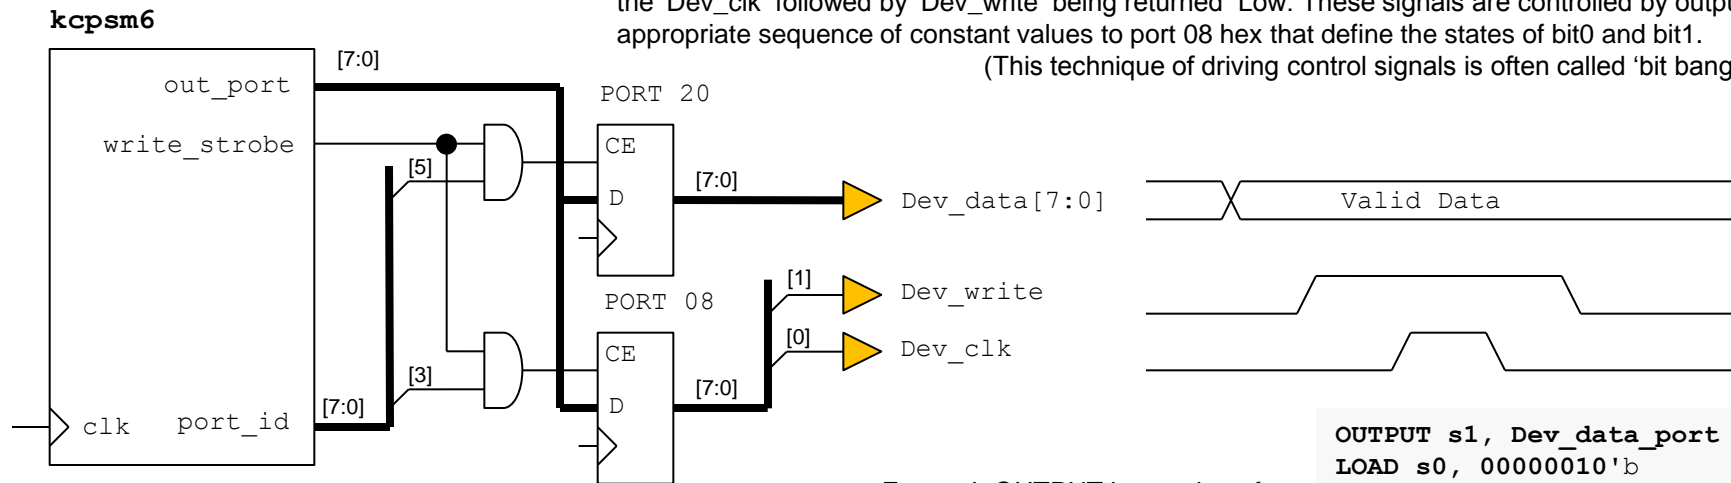 the 'Dev_clk' followed by 'Dev_write' being returned 'Low'. These signals are controlled by
appropriate sequence of constant values to port 08 hex that define the states of bit0 and bit1.
(This technique of driving control signals is often called ‘bit bang
kcpsm6
[7:0]
out_port
PORT 20
write_strobe
CE
[5]
[7:0]
D
Dev_data[7:0]
Valid Data
[1]
Dev_write
PORT 08
[0]
Dev_clk
CE
[3]
[7:0]
[7:0]
D
clk
port_id
OUTPUT s1, Dev_data_port
LOAD s0, 00000010'b